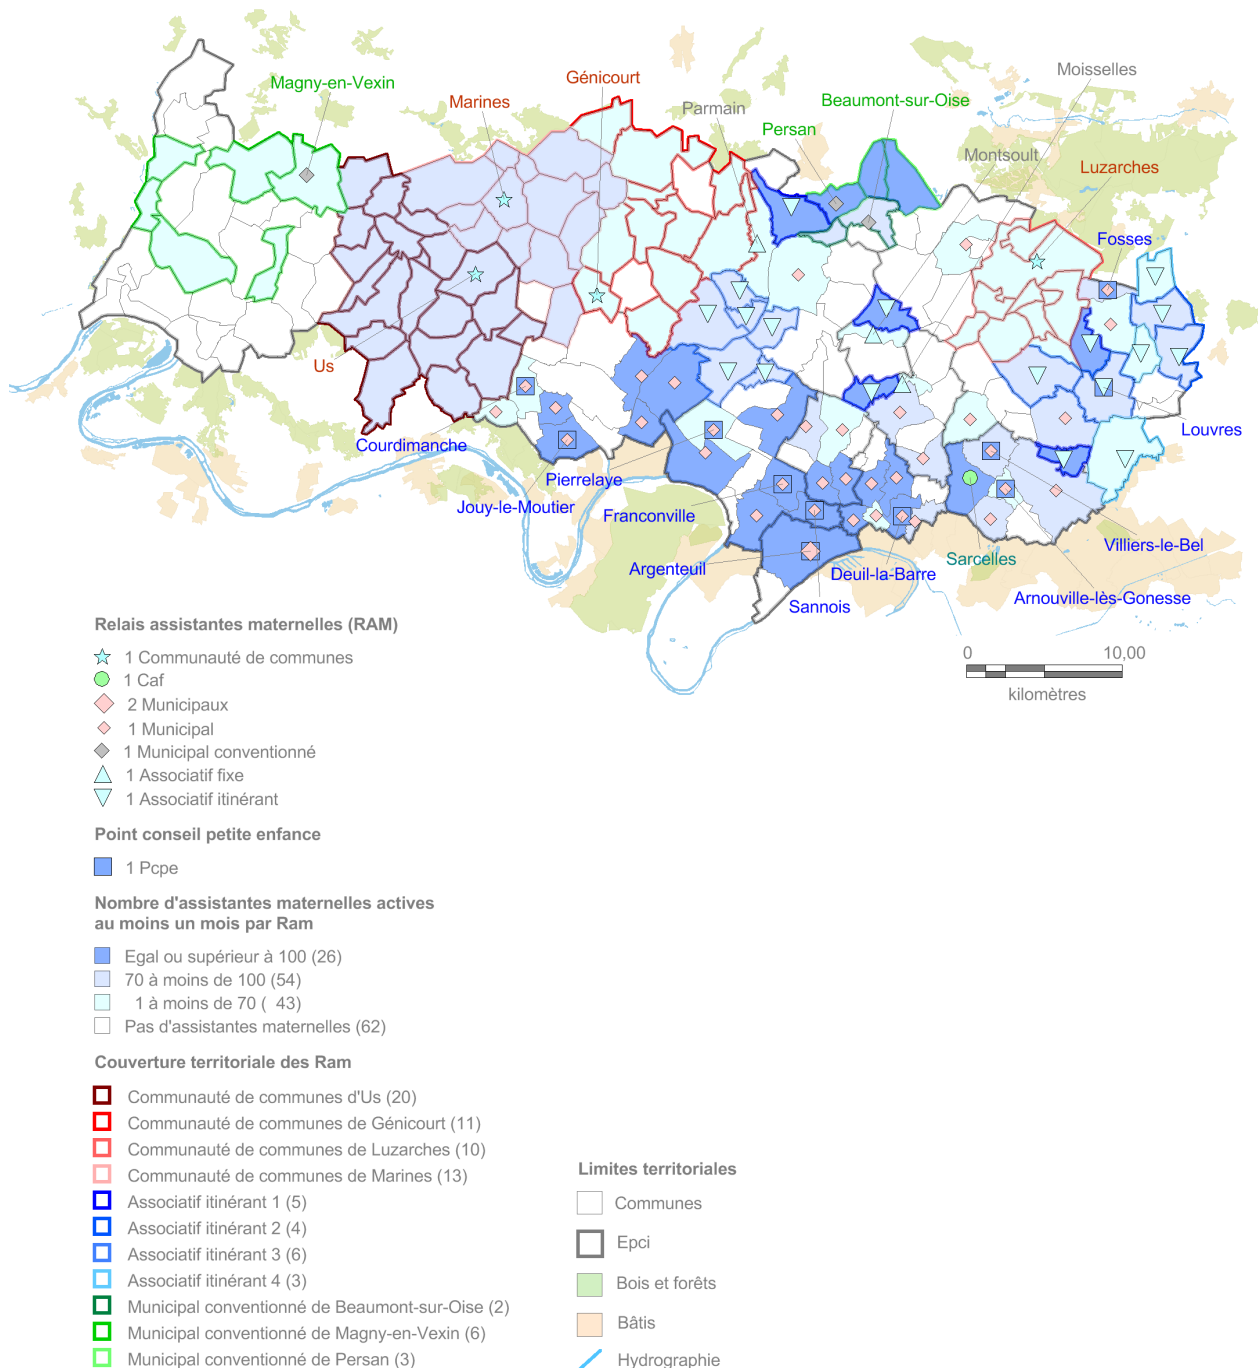 Moisselles
Génicourt
Magny-en-Vexin
Marines
Parmain
Beaumont-sur-Oise
Persan
Montsoult
Luzarches
Fosses
Us
Courdimanche
Louvres
Pierrelaye
Jouy-le-Moutier
Franconville
Villiers-le-Bel
Sarcelles
Argenteuil
Deuil-la-Barre
Arnouville-lès-Gonesse
Sannois
0 10,00
kilomètres
Relais assistantes maternelles (RAM)
1 Communauté de communes
1 Caf
2 Municipaux
1 Municipal
1 Municipal conventionné
1 Associatif fixe
1 Associatif itinérant
Point conseil petite enfance
1 Pcpe
Nombre d'assistantes maternelles actives
au moins un mois par Ram
Egal ou supérieur à 100 (26)
70 à moins de 100 (54)
1 à moins de 70 ( 43)
Pas d'assistantes maternelles (62)
Couverture territoriale des Ram
Communauté de communes d'Us (20)
Communauté de communes de Génicourt (11)
Communauté de communes de Luzarches (10)
Communauté de communes de Marines (13)
Associatif itinérant 1 (5)
Associatif itinérant 2 (4)
Associatif itinérant 3 (6)
Associatif itinérant 4 (3)
Municipal conventionné de Beaumont-sur-Oise (2)
Municipal conventionné de Magny-en-Vexin (6)
Municipal conventionné de Persan (3)
Limites territoriales
Communes
Epci
Bois et forêts
Bâtis
Hydrographie